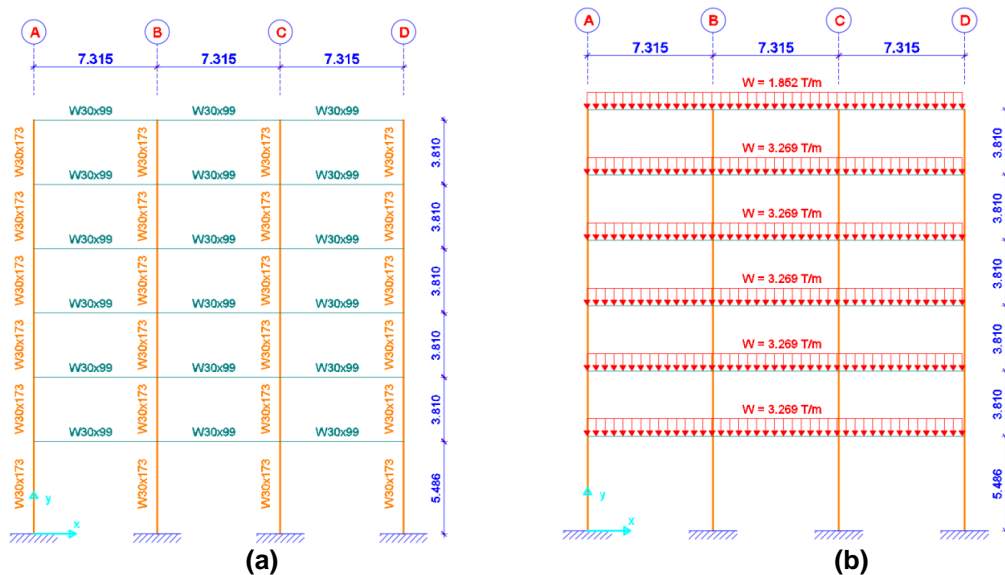 A B C D
7.315 7.315 7.315
W30x99 W30x99 W30x99
W30x173 W30x173 W30x173 W30x173
3.810
W30x99 W30x99 W30x99
W30x173 W30x173 W30x173 W30x173
3.810
W30x99 W30x99 W30x99
W30x173 W30x173 W30x173 W30x173
3.810
W30x99 W30x99 W30x99
W30x173 W30x173 W30x173 W30x173
3.810
W30x99 W30x99 W30x99
W30x173 W30x173 W30x173 W30x173
3.810
W30x99 W30x99 W30x99
W30x173 W30x173 W30x173 W30x173
5.486
y
x
(a)
A B C D
7.315 7.315 7.315
W = 1.852 T/m
3.810
W = 3.269 T/m
3.810
W = 3.269 T/m
3.810
W = 3.269 T/m
3.810
W = 3.269 T/m
3.810
W = 3.269 T/m
5.486
y
x
(b)